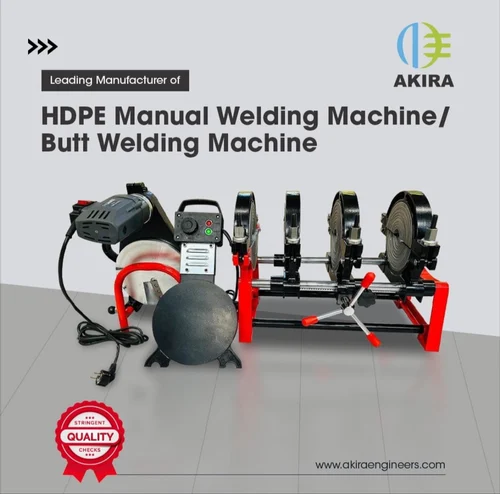 AKIRA
Leading Manufacturer of
HDPE Manual Welding Machine/
Butt Welding Machine
STRINGENT
QUALITY
CHECKS
www.akiraengineers.com